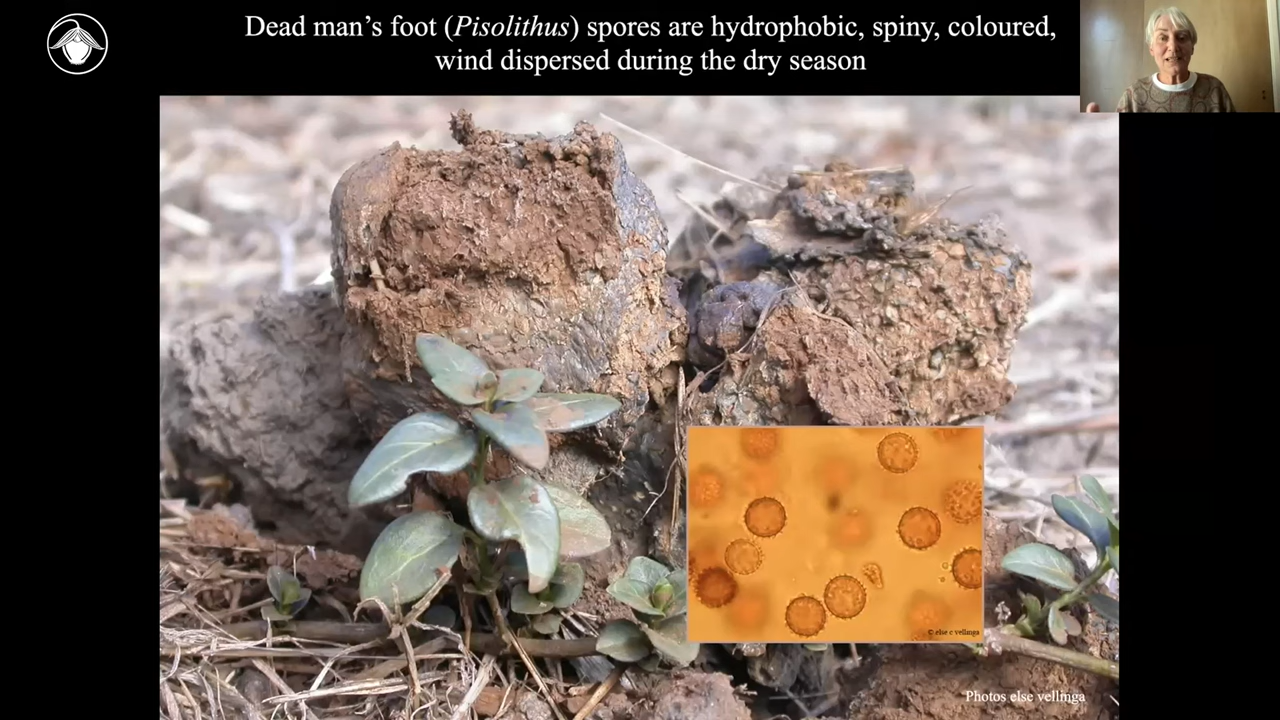 Dead man’s foot (Pisolithus) spores are hydrophobic, spiny, coloured,
wind dispersed during the dry season
© else c vellinga
Photos else vellinga